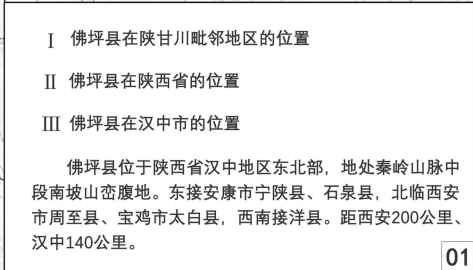 Ⅰ 佛坪县在陕甘川毗邻地区的位置
Ⅱ 佛坪县在陕西省的位置
Ⅲ 佛坪县在汉中市的位置
佛坪县位于陕西省汉中地区东北部，地处秦岭山脉中
段南坡山峦腹地。东接安康市宁陕县、石泉县，北临西安
市周至县、宝鸡市太白县，西南接洋县。距西安200公里、
汉中140公里。
01